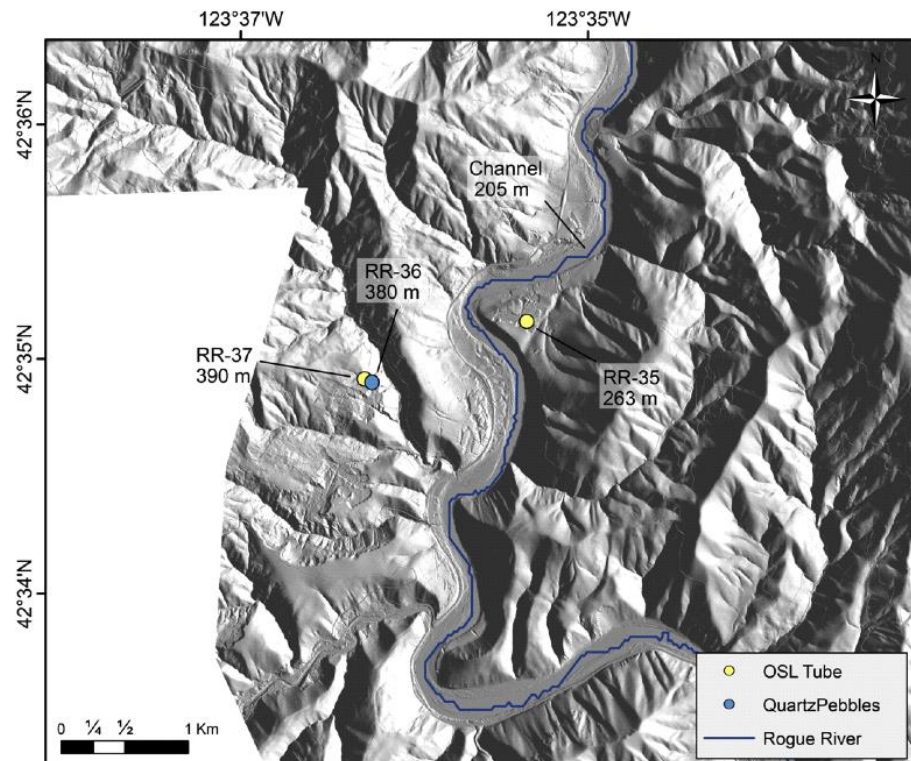 123°37'W
123°35'W
42°36'N
N
Channel
205 m
RR-36
380 m
42°35'N
RR-37
390 m
RR-35
263 m
42°34'N
OSL Tube
QuartzPebbles
Rogue River
0 ¼ ½ 1 Km